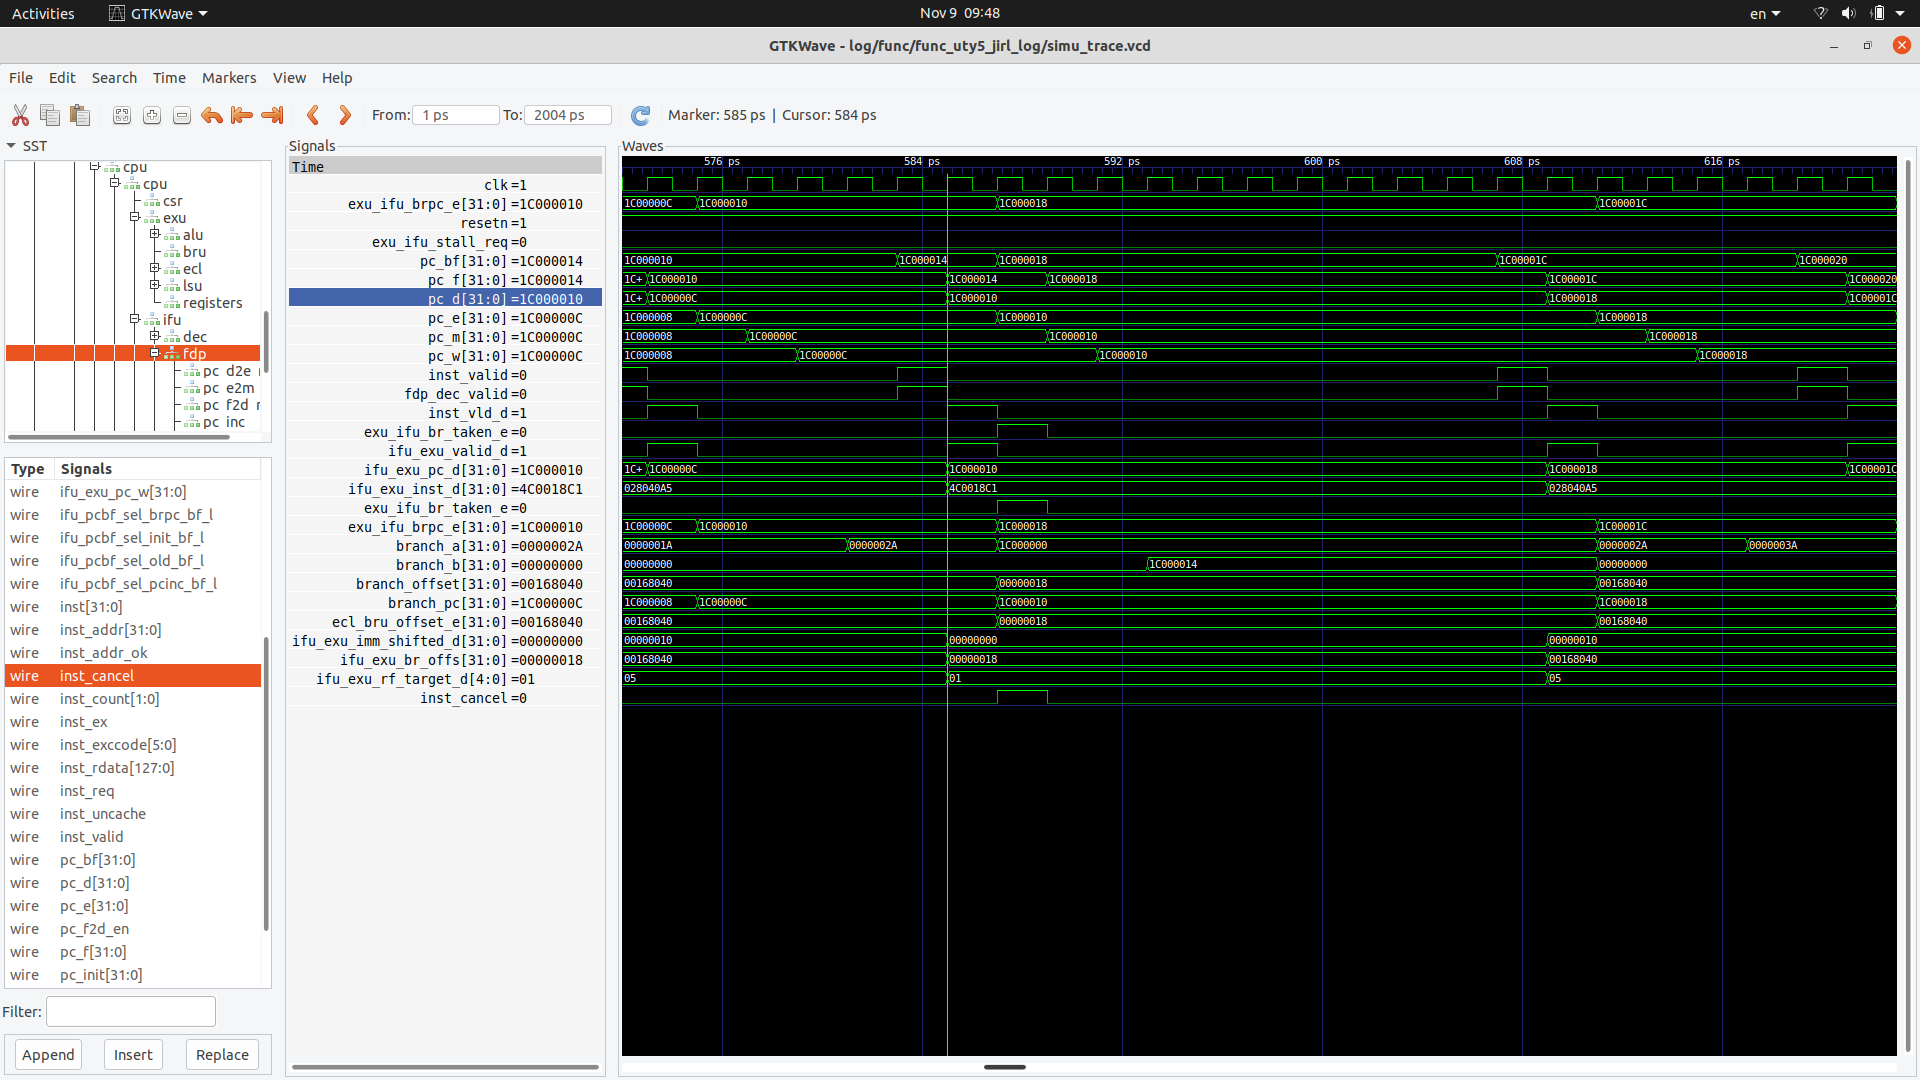 Activities GTKWave Nov 9 09:48 en
GTKWave - log/func/func_uty5_jirl_log/simu_trace.vcd
File Edit Search Time Markers View Help
From: 1 ps To: 2004 ps Marker: 585 ps | Cursor: 584 ps
SST
cpu
cpu
csr
exu
alu
bru
ecl
lsu
registers
ifu
dec
fdp
pc_d2e_r
pc_e2m
pc_f2d_r
pc_inc
Type Signals
wire ifu_exu_pc_w[31:0]
wire ifu_pcbf_sel_brpc_bf_l
wire ifu_pcbf_sel_init_bf_l
wire ifu_pcbf_sel_old_bf_l
wire ifu_pcbf_sel_pcinc_bf_l
wire inst[31:0]
wire inst_addr[31:0]
wire inst_addr_ok
wire inst_cancel
wire inst_count[1:0]
wire inst_ex
wire inst_exccode[5:0]
wire inst_rdata[127:0]
wire inst_req
wire inst_uncache
wire inst_valid
wire pc_bf[31:0]
wire pc_d[31:0]
wire pc_e[31:0]
wire pc_f2d_en
wire pc_f[31:0]
wire pc_init[31:0]
Filter:
Append Insert Replace
Signals
Time
clk=1
exu_ifu_brpc_e[31:0]=1C000010
resetn=1
exu_ifu_stall_req=0
pc_bf[31:0]=1C000014
pc_f[31:0]=1C000014
pc_d[31:0]=1C000010
pc_e[31:0]=1C00000C
pc_m[31:0]=1C00000C
pc_w[31:0]=1C00000C
inst_valid=0
fdp_dec_valid=0
inst_vld_d=1
exu_ifu_br_taken_e=0
ifu_exu_valid_d=1
ifu_exu_pc_d[31:0]=1C000010
ifu_exu_inst_d[31:0]=4C0018C1
exu_ifu_br_taken_e=0
exu_ifu_brpc_e[31:0]=1C000010
branch_a[31:0]=0000002A
branch_b[31:0]=00000000
branch_offset[31:0]=00168040
branch_pc[31:0]=1C00000C
ecl_bru_offset_e[31:0]=00168040
ifu_exu_imm_shifted_d[31:0]=00000000
ifu_exu_br_offs[31:0]=00000018
ifu_exu_rf_target_d[4:0]=01
inst_cancel=0
Waves
576 ps 584 ps 592 ps 600 ps 608 ps 616 ps
1C00000C 1C000010 1C000018 1C00001C
1C000010 1C000014 1C000018 1C00001C 1C000020
1C+ 1C000010 1C000014 1C000018 1C00001C 1C000020
1C+ 1C00000C 1C000010 1C000018 1C00001C
1C000008 1C00000C 1C000010 1C000018
1C000008 1C00000C 1C000010 1C000018
1C000008 1C00000C 1C000010 1C000018
1C+ 1C00000C 1C000010 1C000018 1C00001C
028040A5 4C0018C1 028040A5
1C00000C 1C000010 1C000018 1C00001C
0000001A 0000002A 1C000000 0000002A 0000003A
00000000 1C000014 00000000
00168040 00000018 00168040
1C000008 1C00000C 1C000010 1C000018
00168040 00000018 00168040
00000010 00000000 00000010
00168040 00000018 00168040
05 01 05